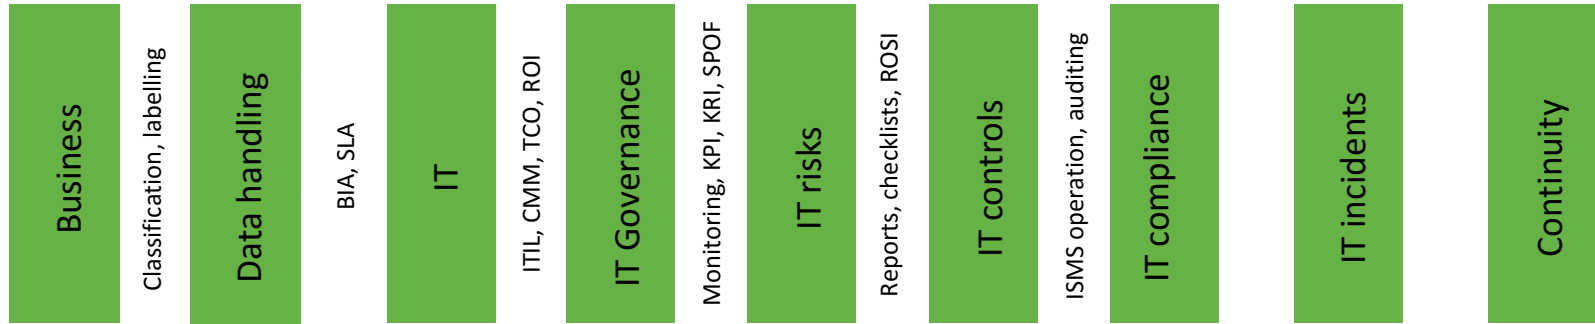 Business
Classification, labelling
Data handling
BIA, SLA
IT
ITIL, CMM, TCO, ROI
IT Governance
Monitoring, KPI, KRI, SPOF
IT risks
Reports, checklists, ROSI
IT controls
ISMS operation, auditing
IT compliance
IT incidents
Continuity